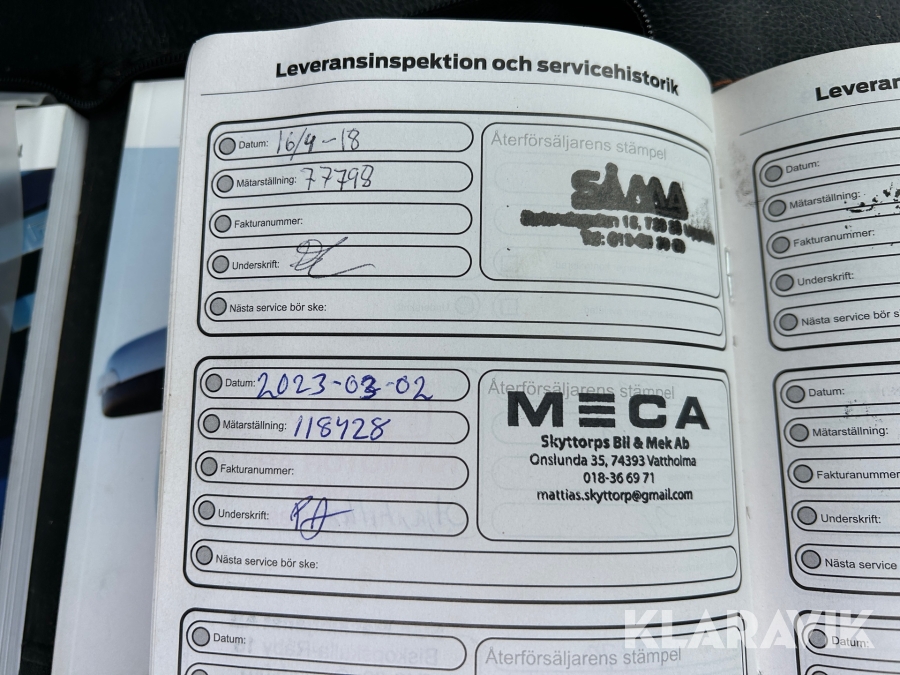 Leveransinspektion och servicehistorik
Datum: 16/4-18
Mätarställning: 77798
Fakturanummer:
Underskrift:
Nästa service bör ske:
Återförsäljarens stämpel
SÅMA
Datum: 2023-03-02
Mätarställning: 118428
Fakturanummer:
Underskrift:
Nästa service bör ske:
Återförsäljarens stämpel
MECA
Skyttorps Bil & Mek Ab
Onslunda 35, 74393 Vattholma
018-36 69 71
mattias.skyttorp@gmail.com
Datum:
Återförsäljarens stämpel
Datum:
Mätarställning:
Fakturanummer:
Underskrift:
Nästa service bör s
Datum:
Mätarställning:
Fakturanummer
Underskrift:
Nästa service
Datum:
KLARAVIK